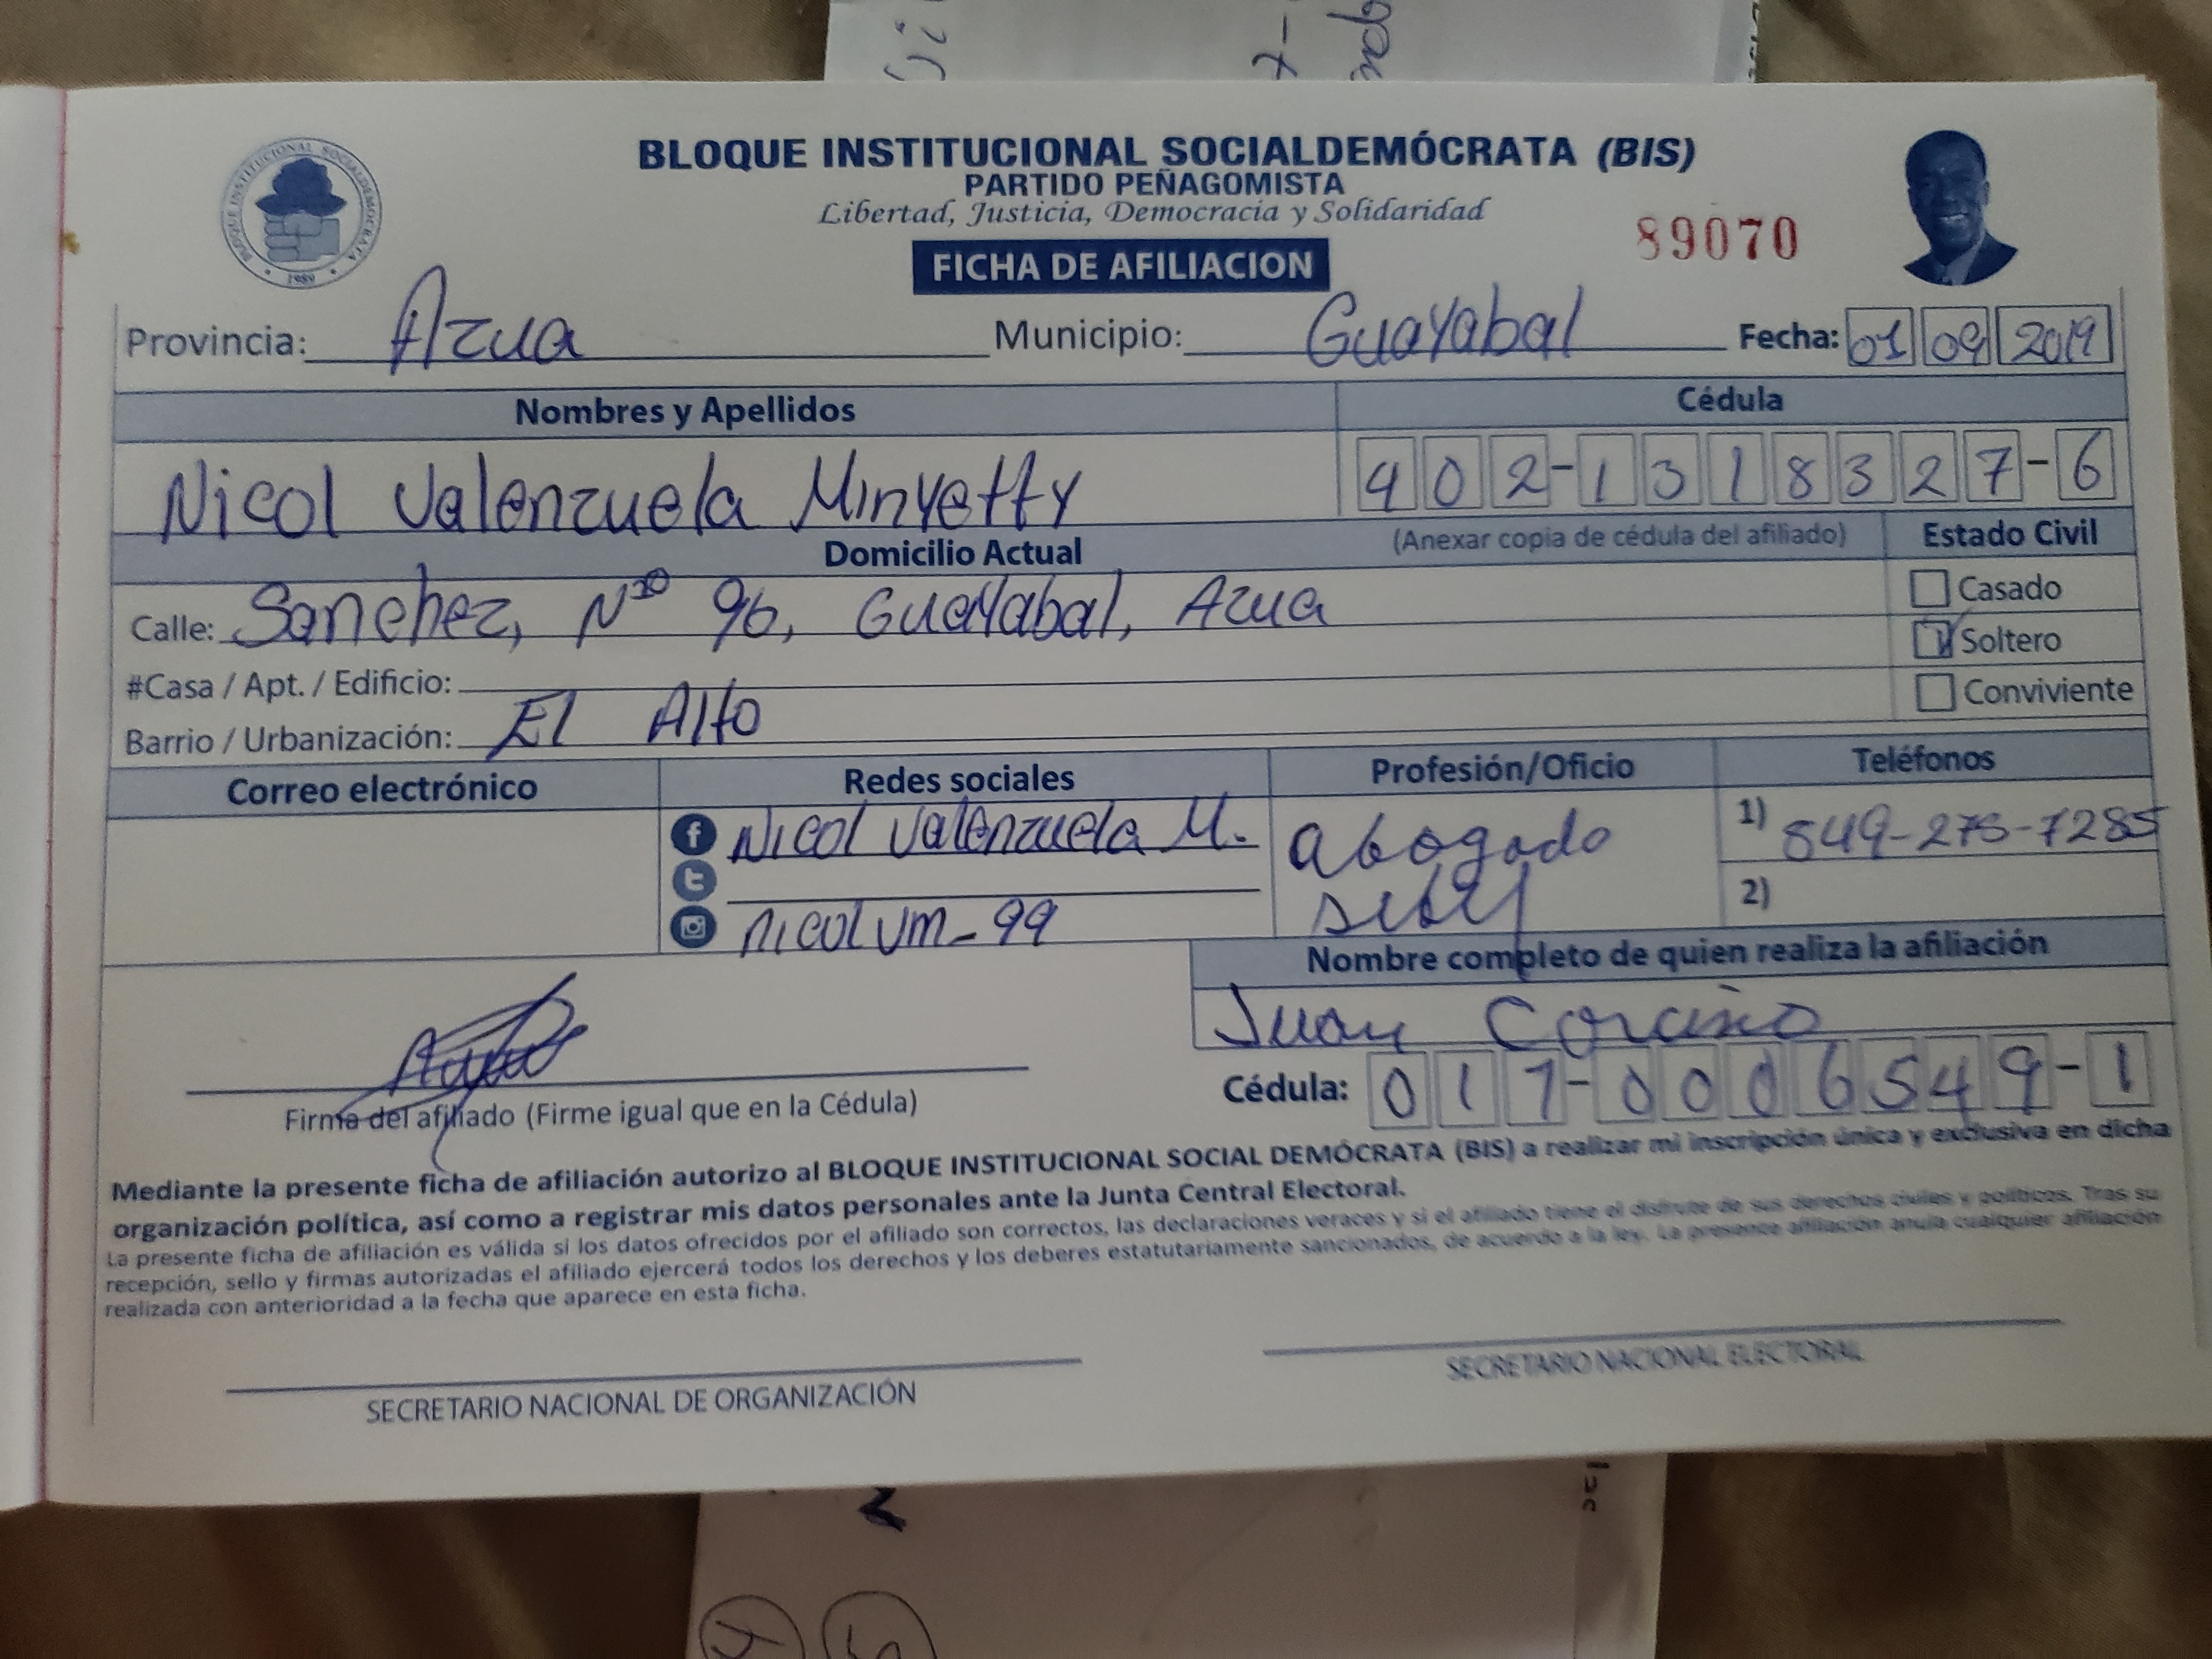 BLOQUE INSTITUCIONAL SOCIALDEMÓCRATA (BIS)
PARTIDO PEÑAGOMISTA
Libertad, Justicia, Democracia y Solidaridad
BLOQUE INSTITUCIONAL SOCIALDEMÓCRATA
1989
89070
FICHA DE AFILIACION
Provincia: Azua Municipio: Guayabal Fecha: 01 09 2019
Nombres y Apellidos Cédula
Nicol Valenzuela Minyetty 402-1318327-6
Domicilio Actual (Anexar copia de cédula del afiliado) Estado Civil
Calle: Sanchez, Nº 96, Guayabal, Azua Casado
Soltero
#Casa / Apt. / Edificio: Conviviente
Barrio / Urbanización: El Alto
Correo electrónico Redes sociales Profesión/Oficio Teléfonos
Nicol Valenzuela M. abogado 1) 849-275-7285
nicolvm_99 2)
Nombre completo de quien realiza la afiliación
Juan Corcino
Cédula: 017-0006549-1
Firma del afiliado (Firme igual que en la Cédula)
Mediante la presente ficha de afiliación autorizo al BLOQUE INSTITUCIONAL SOCIAL DEMÓCRATA (BIS) a realizar mi inscripción única y exclusiva en dicha
organización política, así como a registrar mis datos personales ante la Junta Central Electoral.
La presente ficha de afiliación es válida si los datos ofrecidos por el afiliado son correctos, las declaraciones veraces y si el afiliado tiene el disfrute de sus derechos civiles y políticos. Tras su
recepción, sello y firmas autorizadas el afiliado ejercerá todos los derechos y los deberes estatutariamente sancionados, de acuerdo a la ley. La presente afiliación anula cualquier afiliación
realizada con anterioridad a la fecha que aparece en esta ficha.
SECRETARIO NACIONAL DE ORGANIZACIÓN SECRETARIO NACIONAL ELECTORAL